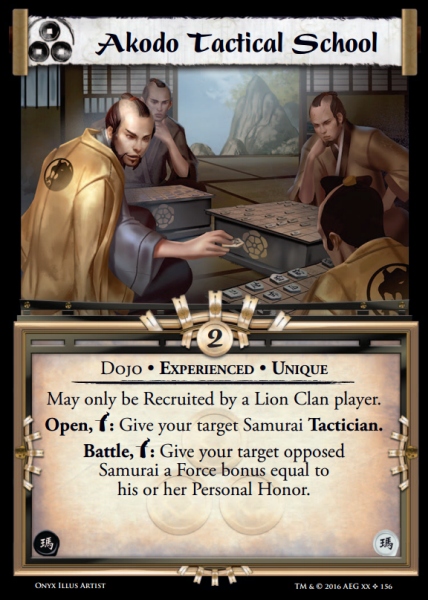 Akodo Tactical School
2
Dojo • Experienced • Unique
May only be Recruited by a Lion Clan player.
Open, : Give your target Samurai Tactician.
Battle, : Give your target opposed
Samurai a Force bonus equal to
his or her Personal Honor.
瑪 瑪
Onyx Illus Artist TM & © 2016 AEG XX ❖ 156